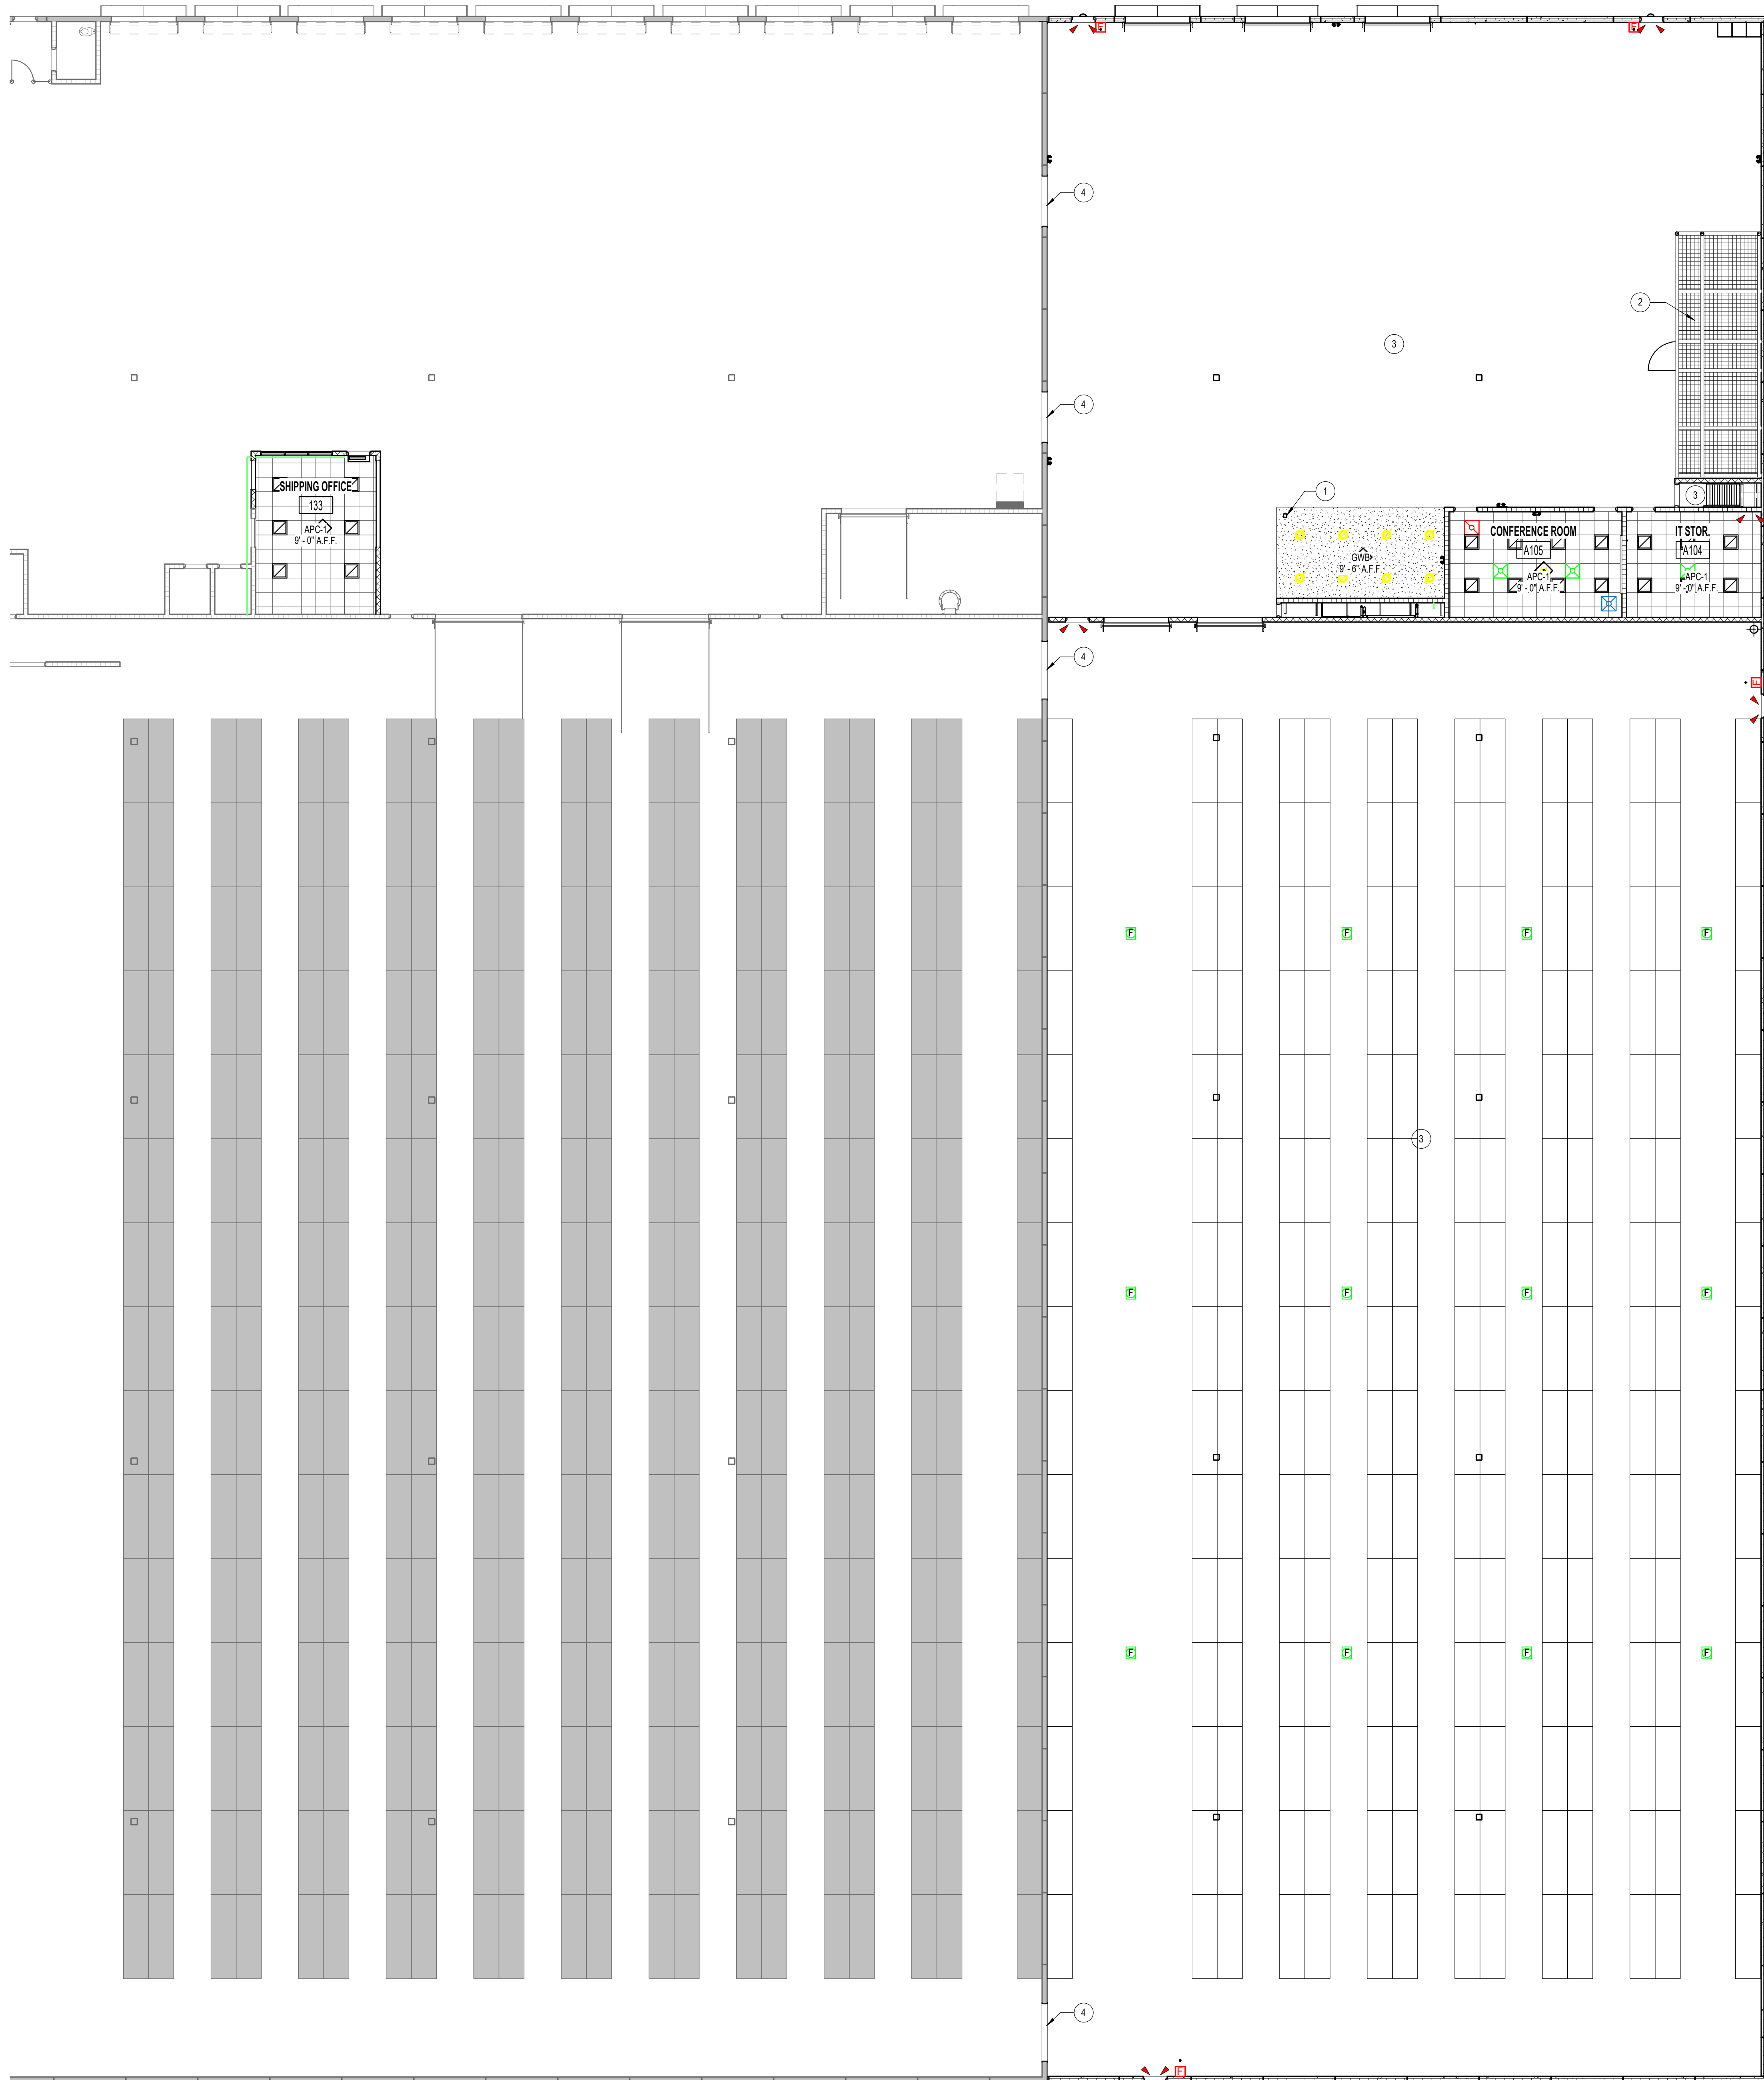 F
F
4
2
3
4
SHIPPING OFFICE
133
APC-1
9' - 0" A.F.F.
1
3
CONFERENCE ROOM
A105
APC-1
9' - 0" A.F.F.
IT STOR.
A104
APC-1
9' - 0" A.F.F.
GWB
9' - 6" A.F.F.
4
F
F
F
F
F
3
F
F
F
F
F
F
F
F
4
F